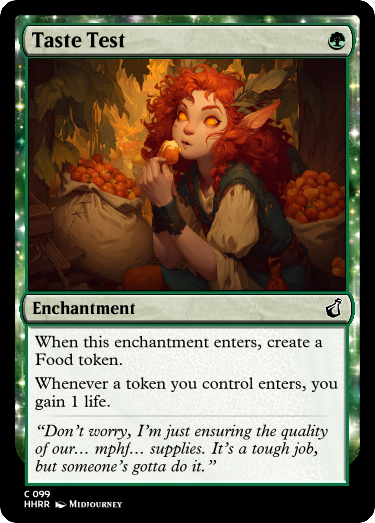 Taste Test
Enchantment
When this enchantment enters, create a
Food token.
Whenever a token you control enters, you
gain 1 life.
“Don’t worry, I’m just ensuring the quality
of our… mphf… supplies. It’s a tough job,
but someone’s gotta do it.”
C 099
HHRR Midjourney